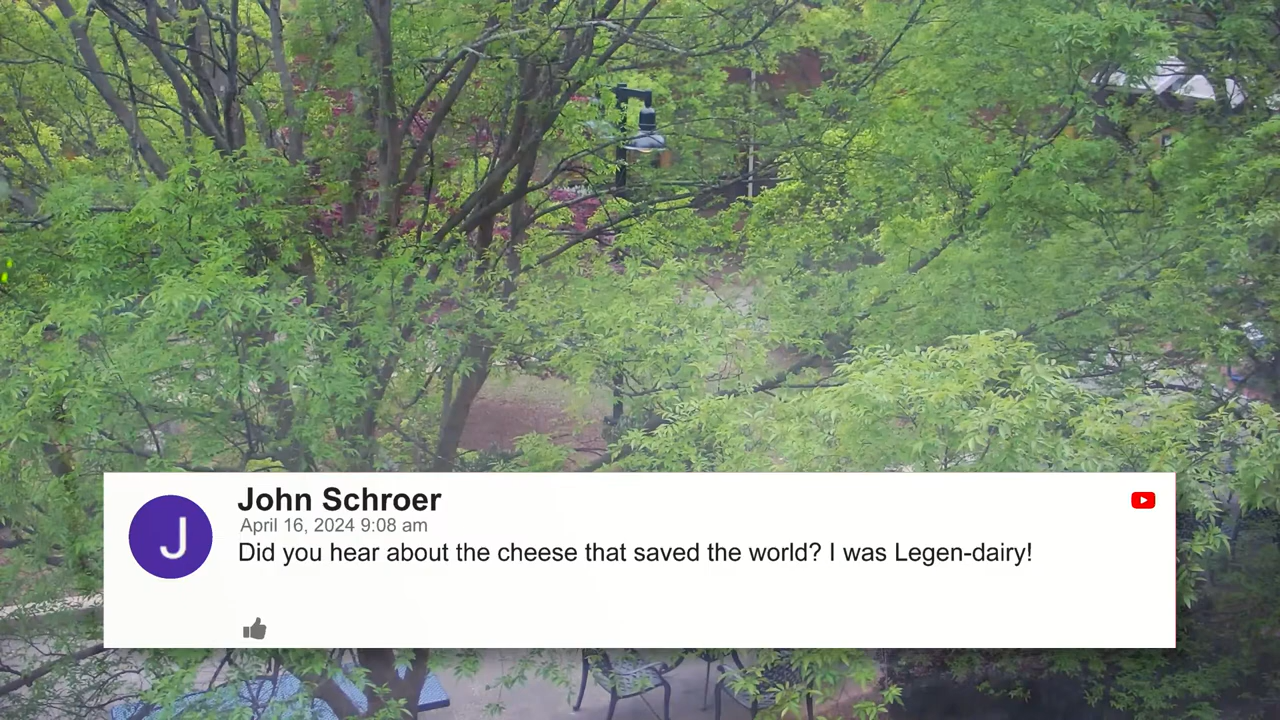 John Schroer
April 16, 2024 9:08 am
Did you hear about the cheese that saved the world? I was Legen-dairy!
J